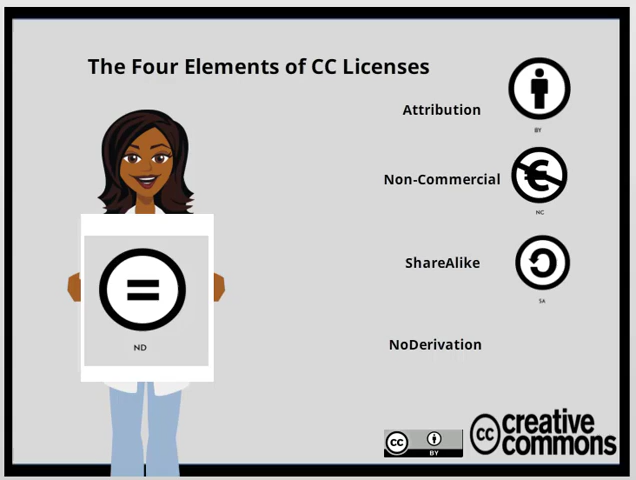 The Four Elements of CC Licenses
Attribution
BY
Non-Commercial
NC
ShareAlike
SA
ND
NoDerivation
cc
BY
cc
creative
commons